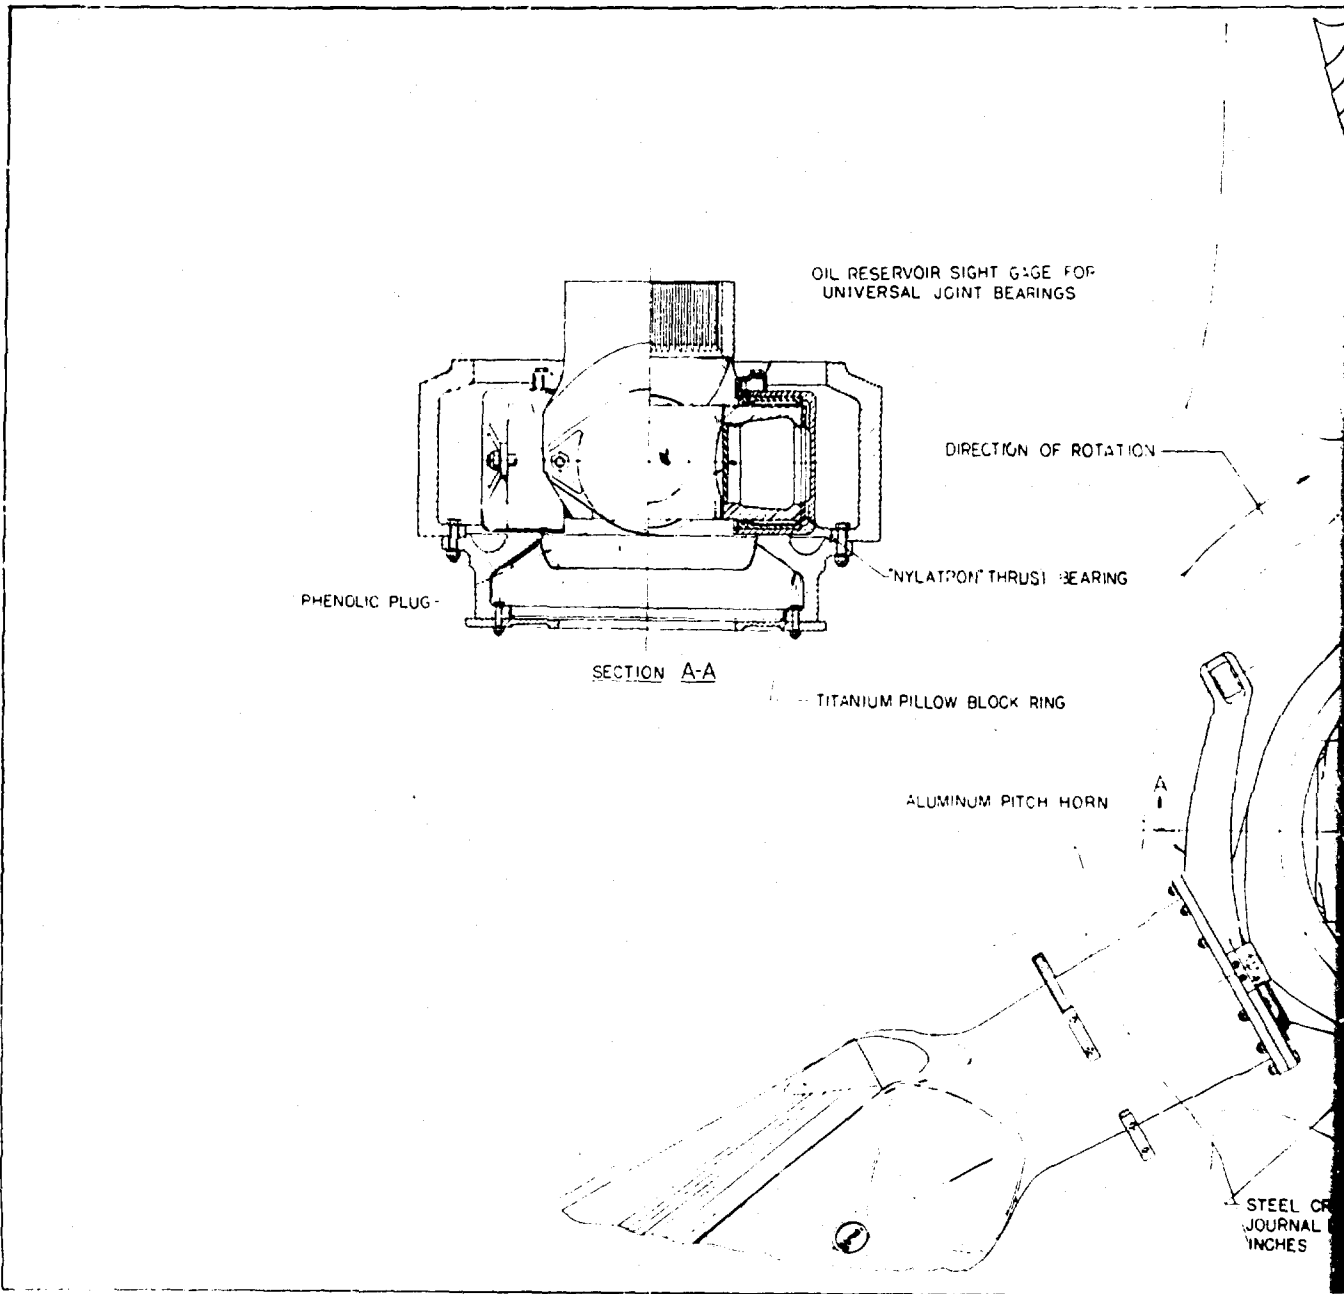 OIL RESERVOIR SIGHT GAGE FOR
UNIVERSAL JOINT BEARINGS
DIRECTION OF ROTATION
"NYLATRON" THRUST BEARING
PHENOLIC PLUG
SECTION A-A
TITANIUM PILLOW BLOCK RING
ALUMINUM PITCH HORN
A
STEEL
JOURNAL
INCHES